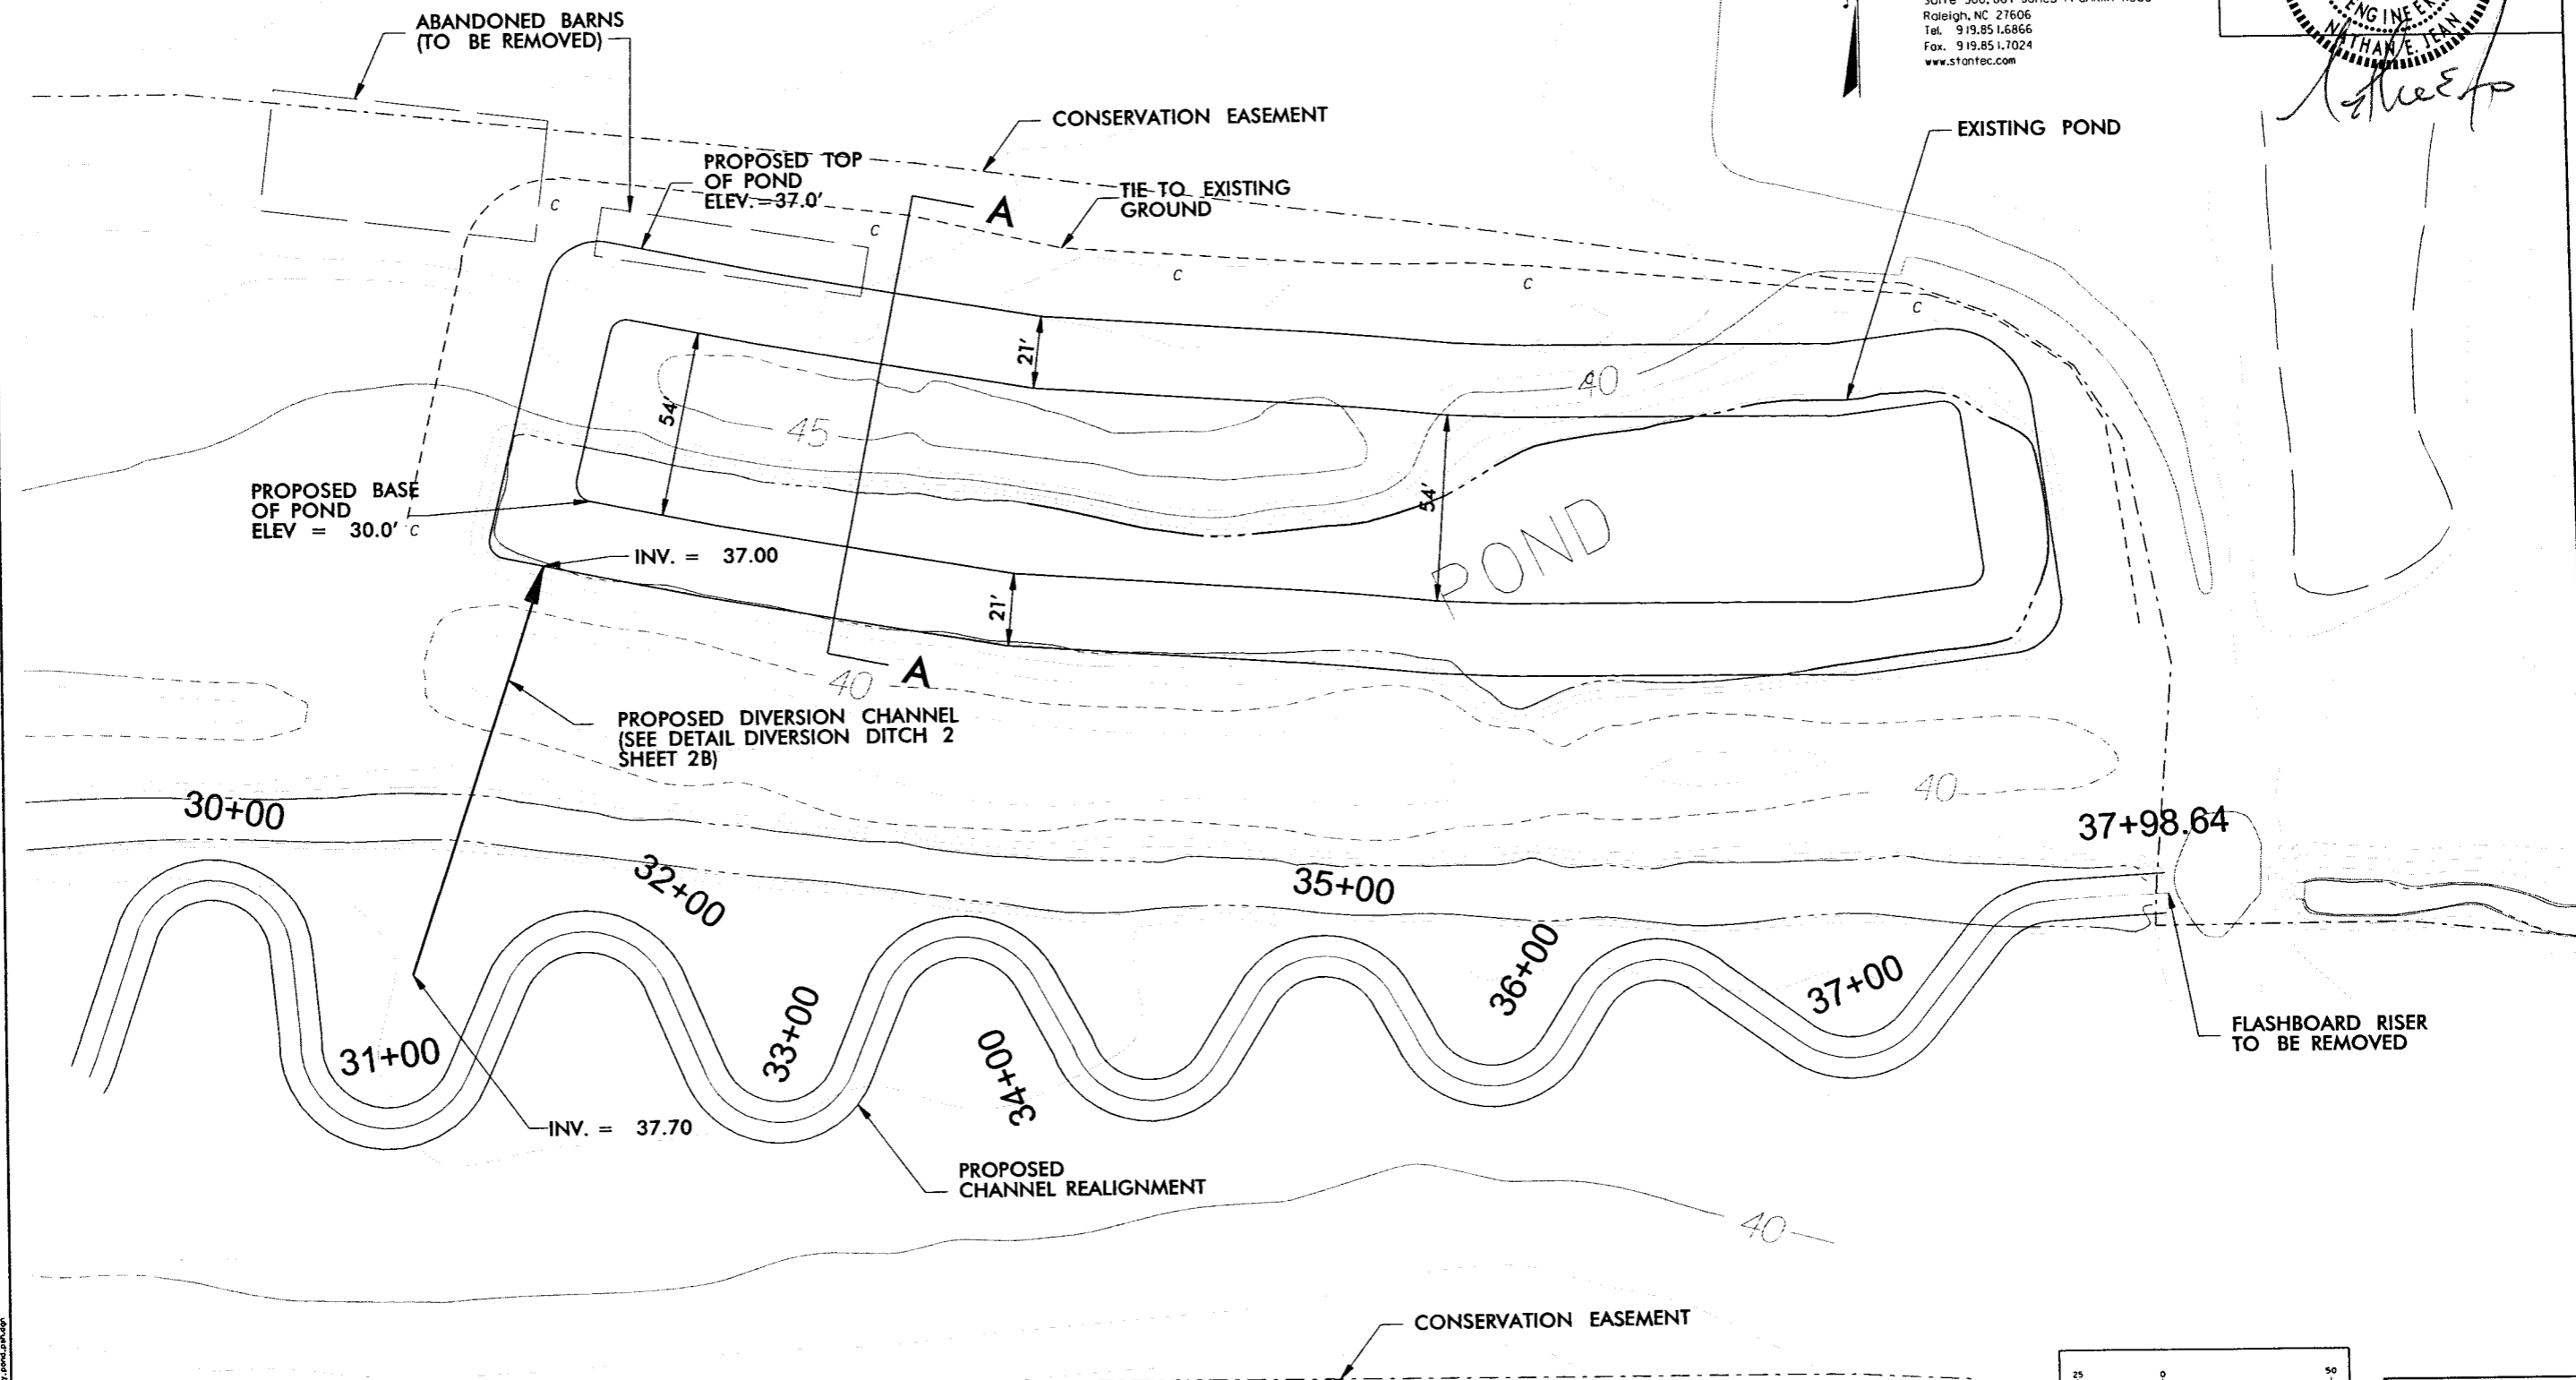 ABANDONED BARNS
(TO BE REMOVED)
Raleigh, NC 27606
Tel. 919.851.6866
Fax. 919.851.7024
www.stantec.com
ENGINEER
NATHAN E. JEAN
CONSERVATION EASEMENT
EXISTING POND
PROPOSED TOP
OF POND
ELEV.=37.0'
TIE TO EXISTING
GROUND
A
C
C
C
C
C
21'
40
54'
45
54'
PROPOSED BASE
OF POND
ELEV = 30.0'
C
POND
INV. = 37.00
21'
A
40
PROPOSED DIVERSION CHANNEL
(SEE DETAIL DIVERSION DITCH 2
SHEET 2B)
40
30+00
37+98.64
32+00
35+00
36+00
37+00
33+00
34+00
31+00
FLASHBOARD RISER
TO BE REMOVED
INV. = 37.70
PROPOSED
CHANNEL REALIGNMENT
40
CONSERVATION EASEMENT
25 0 50